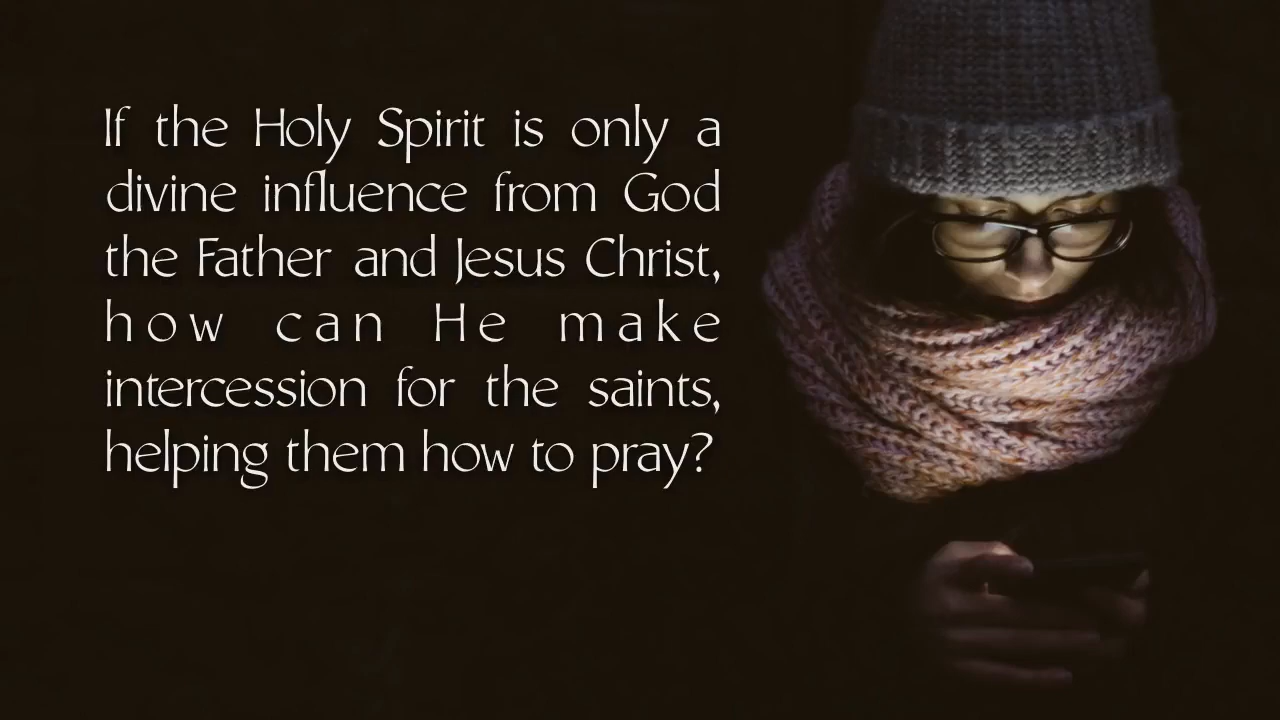 If the Holy Spirit is only a
divine influence from God
the Father and Jesus Christ,
how can He make
intercession for the saints,
helping them how to pray?